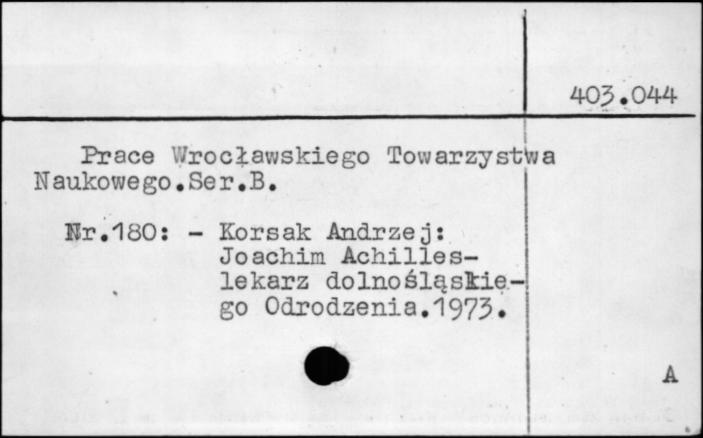 403.044
Prace Wrocławskiego Towarzystwa
Naukowego.Ser.B.
Nr.180: - Korsak Andrzej:
Joachim Achilles-
lekarz dolnośląskie-
go Odrodzenia.1973.
A